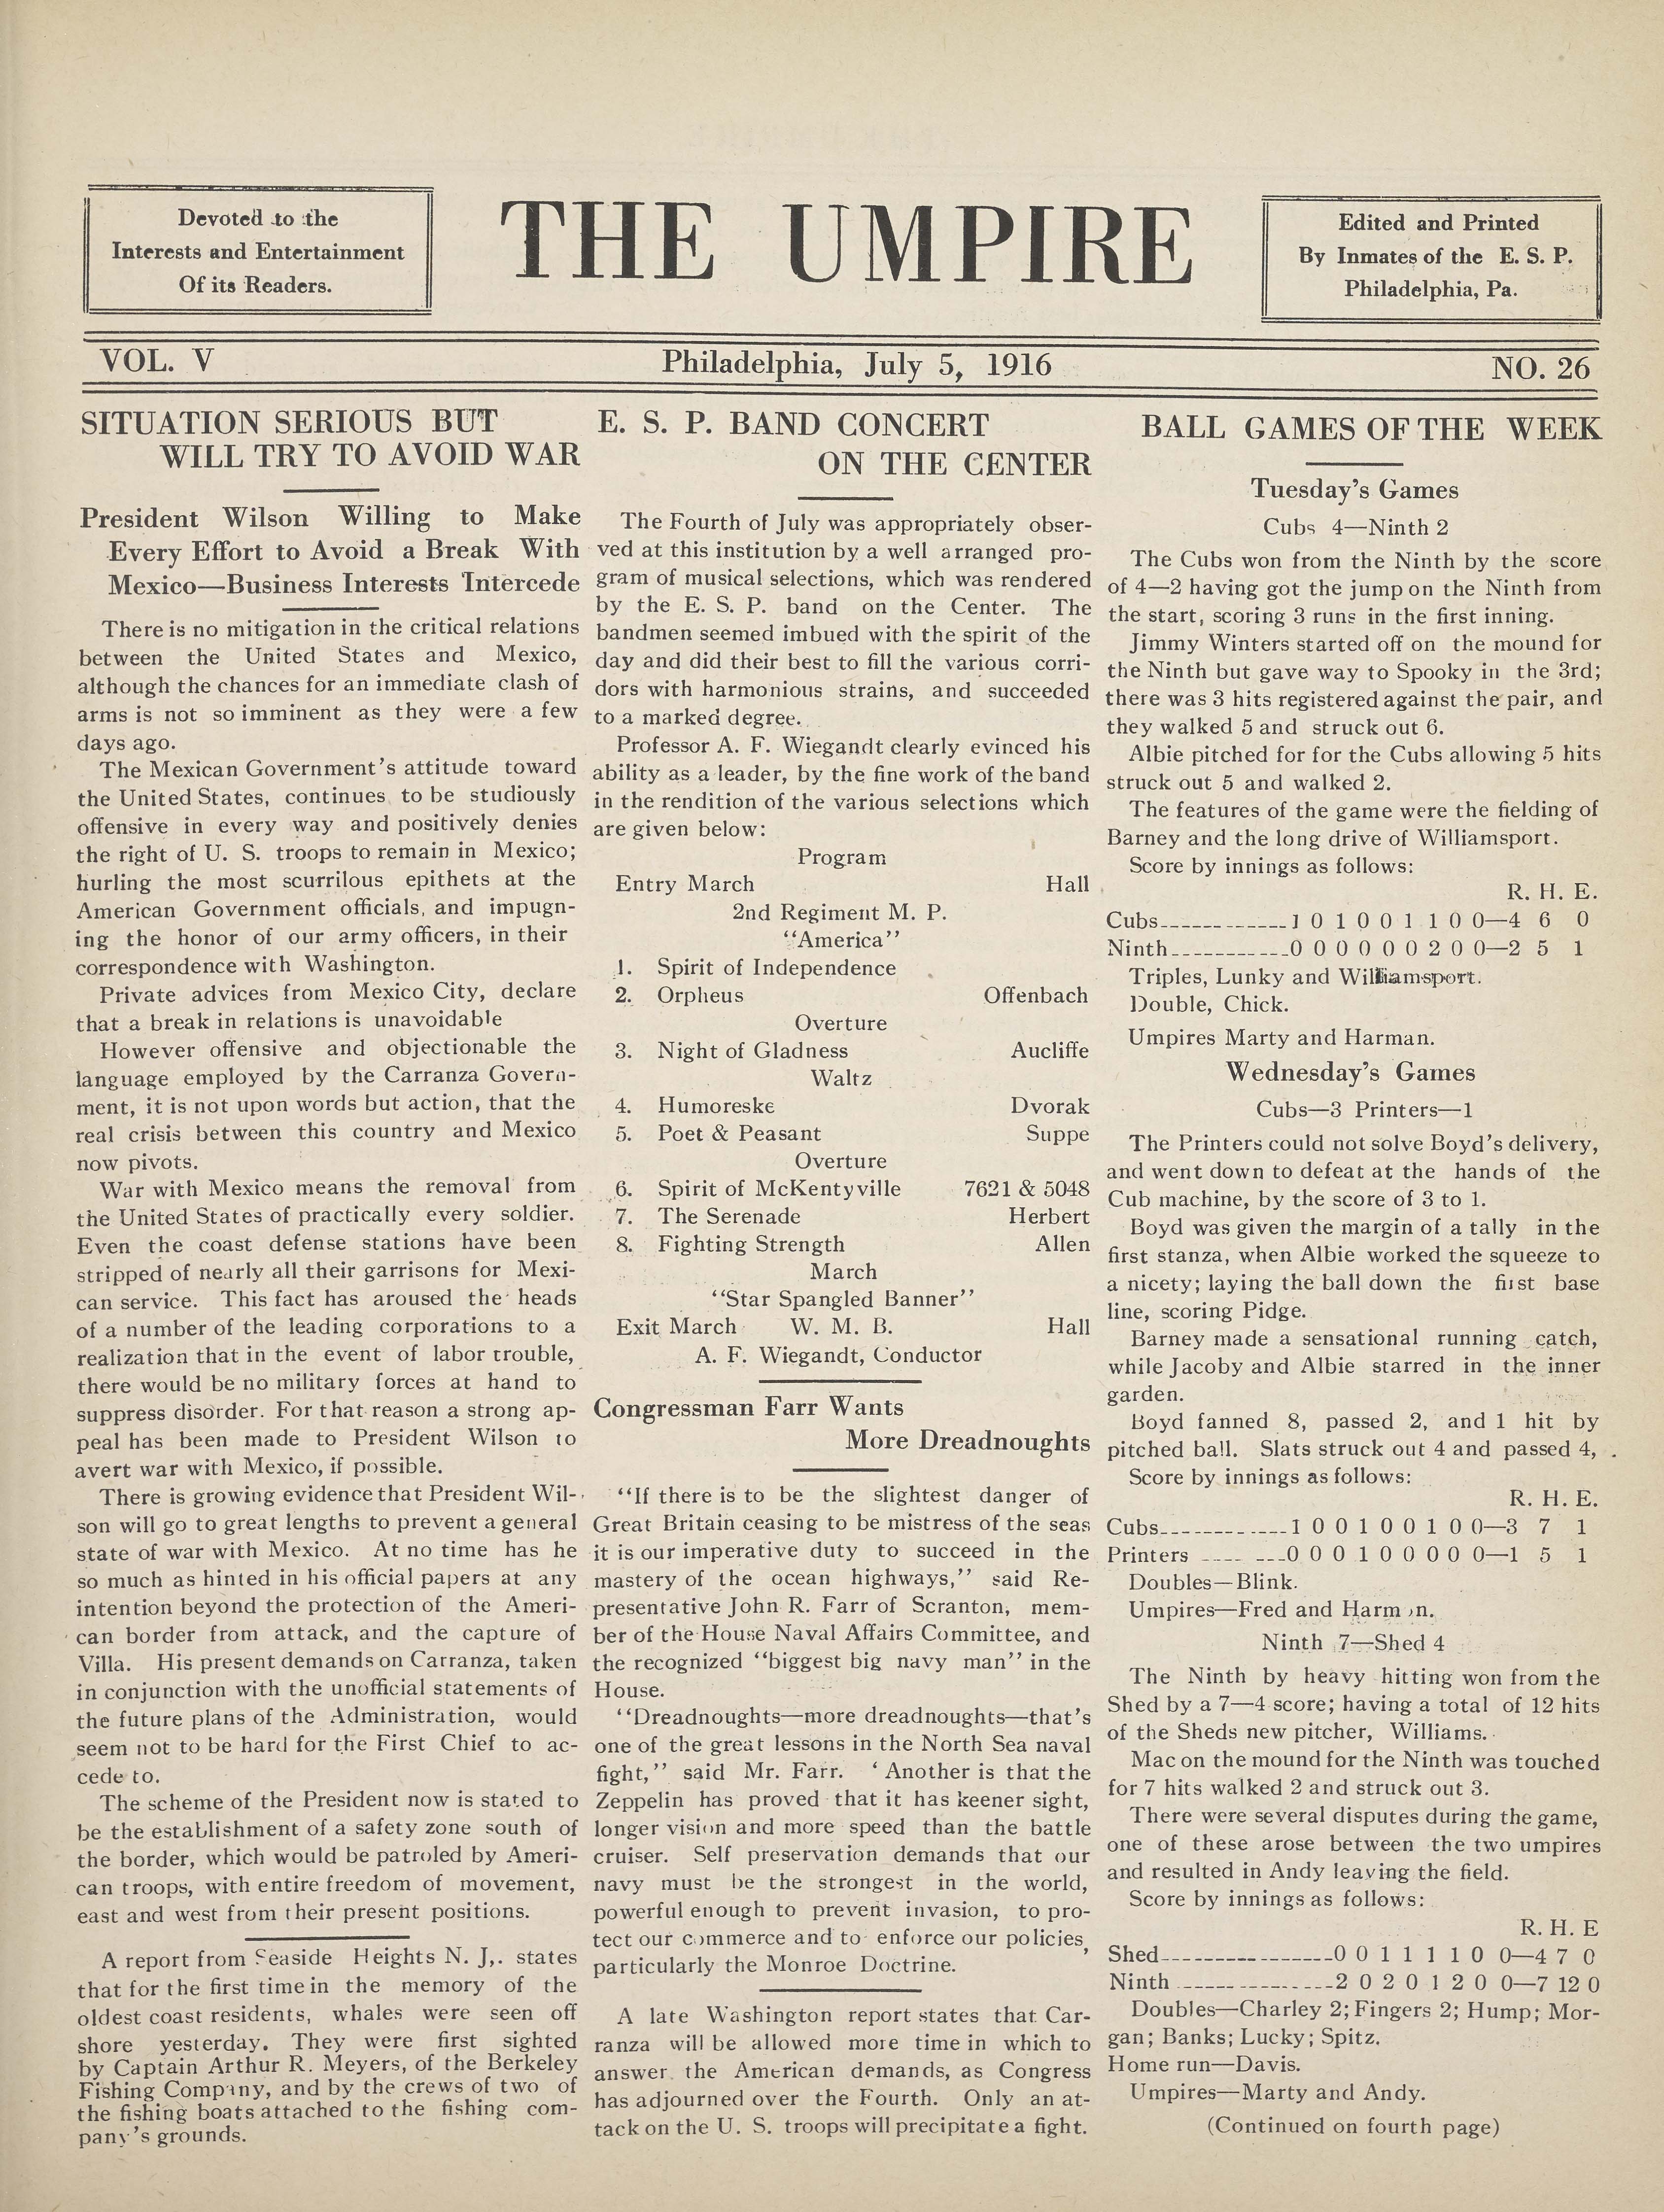 Devoted to the
Interests and Entertainment
Of its Readers.
THE UMPIRE
Edited and Printed
By Inmates of the E. S. P.
Philadelphia, Pa.
VOL. V
Philadelphia, July 5, 1916
NO. 26
SITUATION SERIOUS BUT
WILL TRY TO AVOID WAR
President Wilson Willing to Make
Every Effort to Avoid a Break With
Mexico—Business Interests Intercede
There is no mitigation in the critical relations
between the United States and Mexico,
although the chances for an immediate clash of
arms is not so imminent as they were a few
days ago.
The Mexican Government's attitude toward
the United States, continues to be studiously
offensive in every way and positively denies
the right of U. S. troops to remain in Mexico;
hurling the most scurrilous epithets at the
American Government officials, and impugn-
ing the honor of our army officers, in their
correspondence with Washington.
Private advices from Mexico City, declare
that a break in relations is unavoidable
However offensive and objectionable the
language employed by the Carranza Govern-
ment, it is not upon words but action, that the
real crisis between this country and Mexico
now pivots.
War with Mexico means the removal from
the United States of practically every soldier.
Even the coast defense stations have been
stripped of nearly all their garrisons for Mexi-
can service. This fact has aroused the heads
of a number of the leading corporations to a
realization that in the event of labor trouble,
there would be no military forces at hand to
suppress disorder. For that reason a strong ap-
peal has been made to President Wilson to
avert war with Mexico, if possible.
There is growing evidence that President Wil-
son will go to great lengths to prevent a general
state of war with Mexico. At no time has he
so much as hinted in his official papers at any
intention beyond the protection of the Ameri-
can border from attack, and the capture of
Villa. His present demands on Carranza, taken
in conjunction with the unofficial statements of
the future plans of the Administration, would
seem not to be hard for the First Chief to ac-
cede to.
The scheme of the President now is stated to
be the establishment of a safety zone south of
the border, which would be patroled by Ameri-
can troops, with entire freedom of movement,
east and west from their present positions.
A report from Seaside Heights N. J,. states
that for the first time in the memory of the
oldest coast residents, whales were seen off
shore yesterday. They were first sighted
by Captain Arthur R. Meyers, of the Berkeley
Fishing Company, and by the crews of two of
the fishing boats attached to the fishing com-
pany's grounds.
E. S. P. BAND CONCERT
ON THE CENTER
The Fourth of July was appropriately obser-
ved at this institution by a well arranged pro-
gram of musical selections, which was rendered
by the E. S. P. band on the Center. The
bandmen seemed imbued with the spirit of the
day and did their best to fill the various corri-
dors with harmonious strains, and succeeded
to a marked degree.
Professor A. F. Wiegandt clearly evinced his
ability as a leader, by the fine work of the band
in the rendition of the various selections which
are given below:
Program
Entry March Hall
2nd Regiment M. P.
"America"
1. Spirit of Independence
2. Orpheus Offenbach
Overture
3. Night of Gladness Aucliffe
Waltz
4. Humoreske Dvorak
5. Poet & Peasant Suppe
Overture
6. Spirit of McKentyville 7621 & 5048
7. The Serenade Herbert
8. Fighting Strength Allen
March
"Star Spangled Banner"
Exit March W. M. B. Hall
A. F. Wiegandt, Conductor
Congressman Farr Wants
More Dreadnoughts
"If there is to be the slightest danger of
Great Britain ceasing to be mistress of the seas
it is our imperative duty to succeed in the
mastery of the ocean highways," said Re-
presentative John R. Farr of Scranton, mem-
ber of the House Naval Affairs Committee, and
the recognized "biggest big navy man" in the
House.
"Dreadnoughts—more dreadnoughts—that's
one of the great lessons in the North Sea naval
fight," said Mr. Farr. 'Another is that the
Zeppelin has proved that it has keener sight,
longer vision and more speed than the battle
cruiser. Self preservation demands that our
navy must be the strongest in the world,
powerful enough to prevent invasion, to pro-
tect our commerce and to enforce our policies,
particularly the Monroe Doctrine.
A late Washington report states that Car-
ranza will be allowed more time in which to
answer the American demands, as Congress
has adjourned over the Fourth. Only an at-
tack on the U. S. troops will precipitate a fight.
BALL GAMES OF THE WEEK
Tuesday's Games
Cubs 4—Ninth 2
The Cubs won from the Ninth by the score
of 4—2 having got the jump on the Ninth from
the start, scoring 3 runs in the first inning.
Jimmy Winters started off on the mound for
the Ninth but gave way to Spooky in the 3rd;
there was 3 hits registered against the pair, and
they walked 5 and struck out 6.
Albie pitched for for the Cubs allowing 5 hits
struck out 5 and walked 2.
The features of the game were the fielding of
Barney and the long drive of Williamsport.
Score by innings as follows:
R. H. E.
Cubs-------------1 0 1 0 0 1 1 0 0—4 6 0
Ninth------------0 0 0 0 0 0 2 0 0—2 5 1
Triples, Lunky and Williamsport.
Double, Chick.
Umpires Marty and Harman.
Wednesday's Games
Cubs—3 Printers—1
The Printers could not solve Boyd's delivery,
and went down to defeat at the hands of the
Cub machine, by the score of 3 to 1.
Boyd was given the margin of a tally in the
first stanza, when Albie worked the squeeze to
a nicety; laying the ball down the first base
line, scoring Pidge.
Barney made a sensational running catch,
while Jacoby and Albie starred in the inner
garden.
Boyd fanned 8, passed 2, and 1 hit by
pitched ball. Slats struck out 4 and passed 4,
Score by innings as follows:
R. H. E.
Cubs-------------1 0 0 1 0 0 1 0 0—3 7 1
Printers ---- ---0 0 0 1 0 0 0 0 0—1 5 1
Doubles—Blink.
Umpires—Fred and Harm n.
Ninth 7—Shed 4
The Ninth by heavy hitting won from the
Shed by a 7—4 score; having a total of 12 hits
of the Sheds new pitcher, Williams.
Mac on the mound for the Ninth was touched
for 7 hits walked 2 and struck out 3.
There were several disputes during the game,
one of these arose between the two umpires
and resulted in Andy leaving the field.
Score by innings as follows:
R. H. E
Shed-----------------0 0 1 1 1 1 0 0—4 7 0
Ninth ---------------2 0 2 0 1 2 0 0—7 12 0
Doubles—Charley 2; Fingers 2; Hump; Mor-
gan; Banks; Lucky; Spitz.
Home run—Davis.
Umpires—Marty and Andy.
(Continued on fourth page)